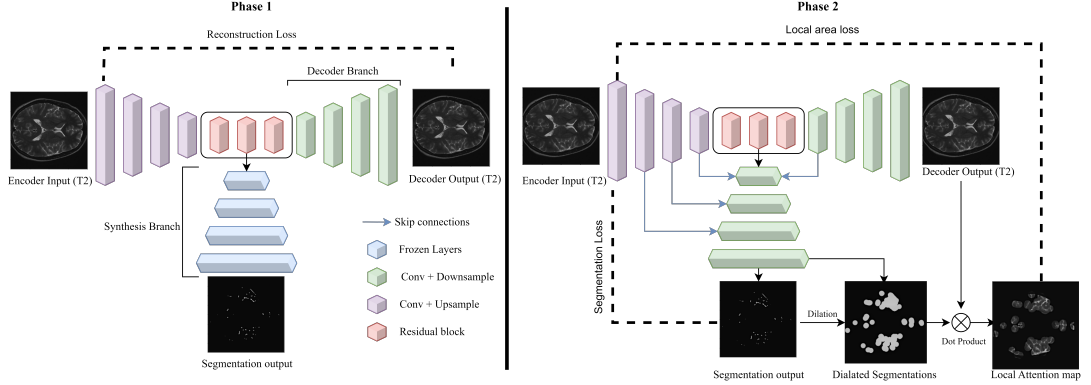 Phase 1
Reconstruction Loss
Decoder Branch
Encoder Input (T2)
Decoder Output (T2)
Synthesis Branch
Skip connections
Frozen Layers
Conv + Downsample
Conv + Upsample
Residual block
Segmentation output
Phase 2
Local area loss
Encoder Input (T2)
Decoder Output (T2)
Segmentation Loss
Dilation
Dot Product
Segmentation output
Dialated Segmentations
Local Attention map